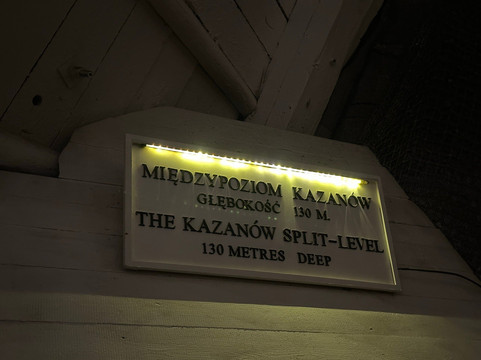 MIĘDZYPOZIOM KAZANÓW
GŁĘBOKOŚĆ 130 M.
THE KAZANÓW SPLIT-LEVEL
130 METRES DEEP